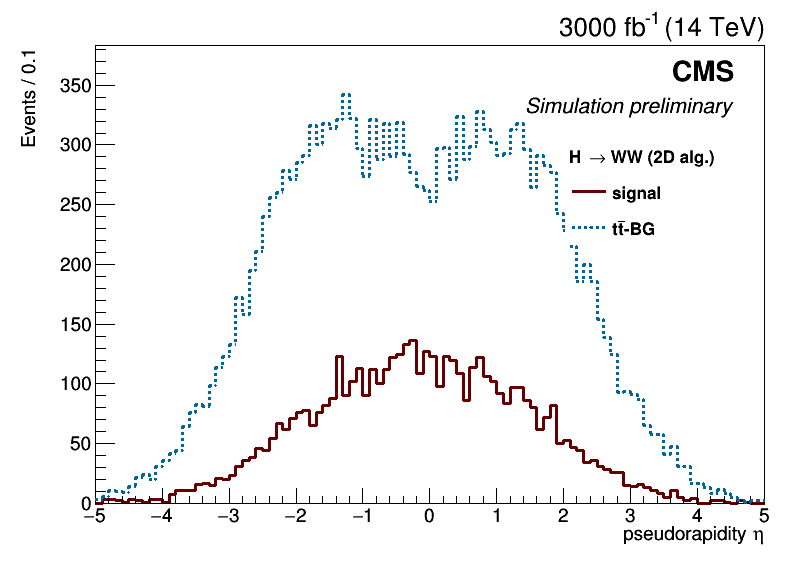 3000 fb⁻¹ (14 TeV)
CMS
Simulation preliminary
H → WW (2D alg.)
signal
tt̄-BG
Events / 0.1
350
300
250
200
150
100
50
0
−5 −4 −3 −2 −1 0 1 2 3 4 5
pseudorapidity η